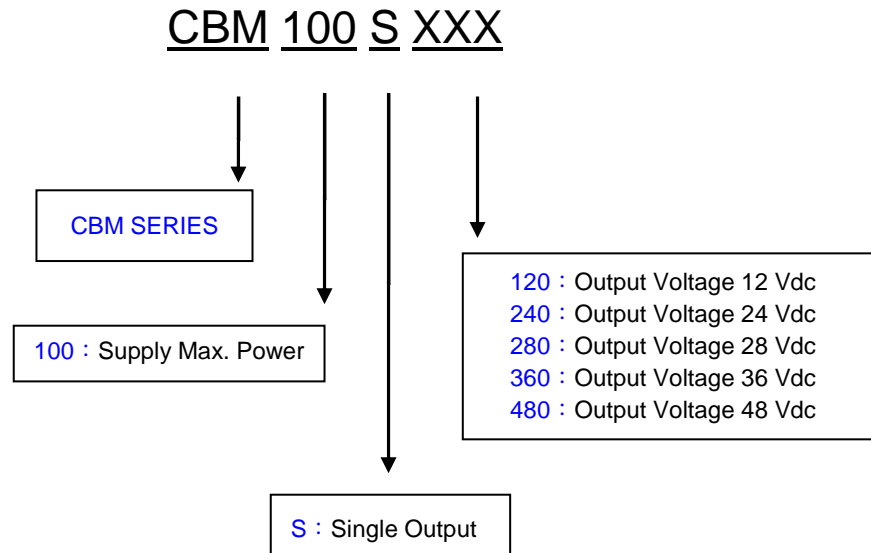 CBM 100 S XXX
CBM SERIES
120：Output Voltage 12 Vdc
240：Output Voltage 24 Vdc
280：Output Voltage 28 Vdc
360：Output Voltage 36 Vdc
480：Output Voltage 48 Vdc
100：Supply Max. Power
S：Single Output